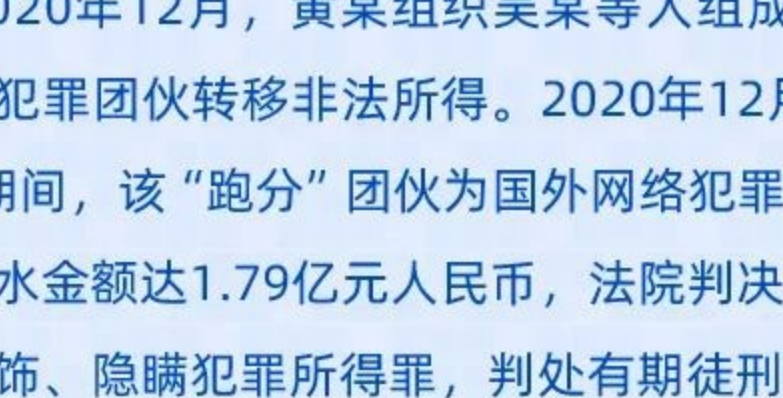 020年12月，黄某组织吴某等人组成
犯罪团伙转移非法所得。2020年12月
期间，该“跑分”团伙为国外网络犯罪
水金额达1.79亿元人民币，法院判决
饰、隐瞒犯罪所得罪，判处有期徒刑